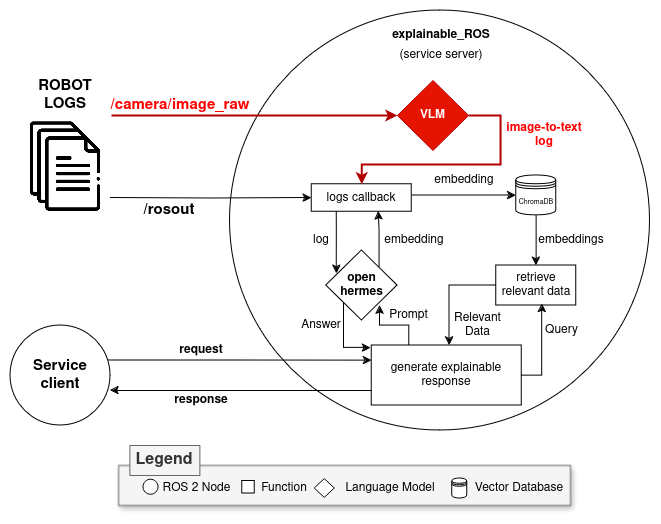 explainable_ROS
(service server)
ROBOT
LOGS
/camera/image_raw
VLM
image-to-text
log
embedding
logs callback
ChromaDB
/rosout
log
embedding
embeddings
open
hermes
retrieve
relevant data
Answer
Prompt
Relevant
Data
Query
Service
client
request
generate explainable
response
response
Legend
ROS 2 Node
Function
Language Model
Vector Database